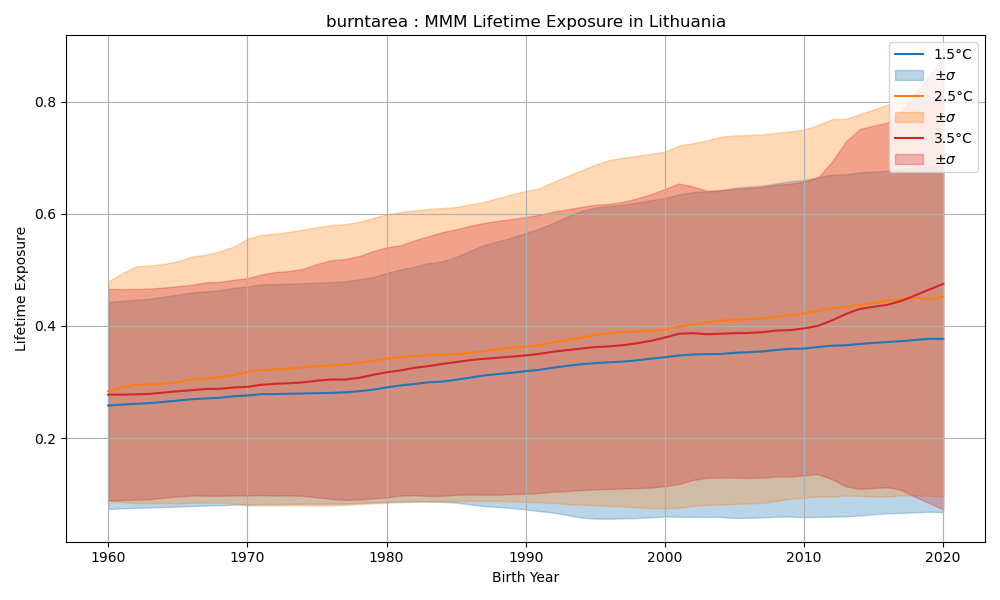 burntarea : MMM Lifetime Exposure in Lithuania
Lifetime Exposure
0.8
0.6
0.4
0.2
1960 1970 1980 1990 2000 2010 2020
Birth Year
1.5°C
±σ
2.5°C
±σ
3.5°C
±σ